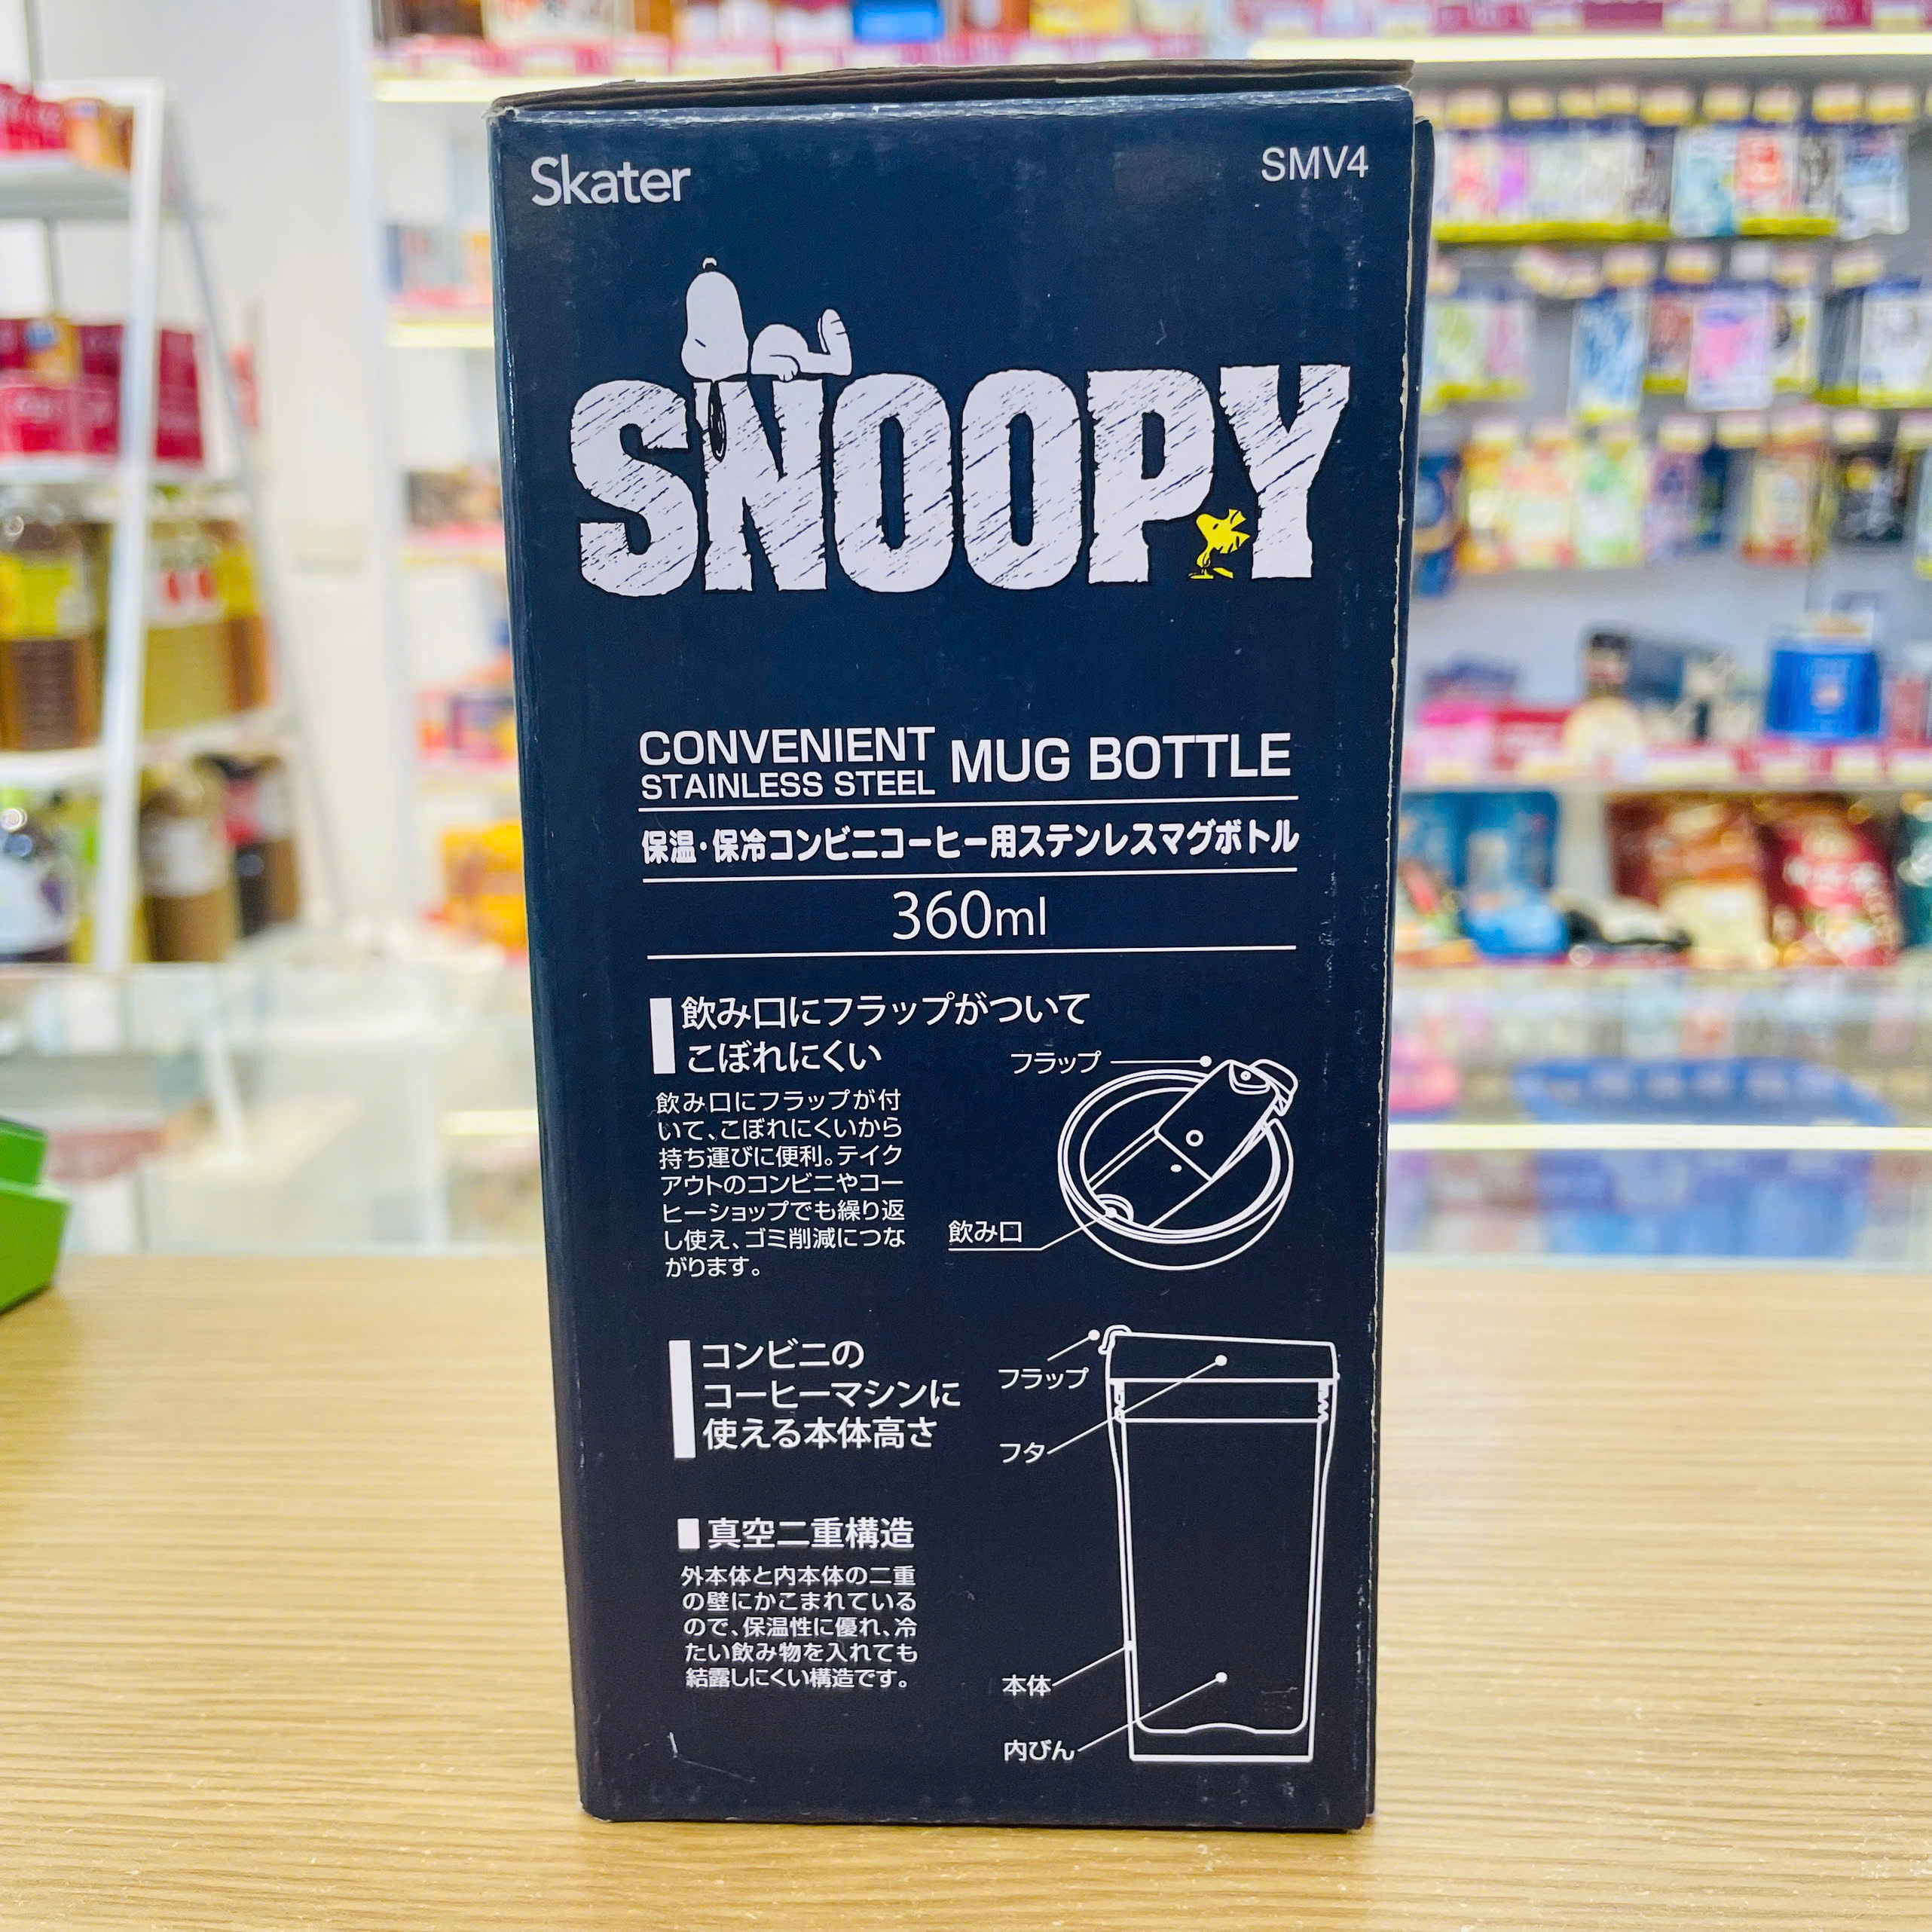 Skater
SMV4
SNOOPY
CONVENIENT
STAINLESS STEEL
MUG BOTTLE
保温・保冷コンビニコーヒー用ステンレスマグボトル
360ml
飲み口にフラップがついて
こぼれにくい
飲み口にフラップが付
いて、こぼれにくいから
持ち運びに便利。テイク
アウトのコンビニやコー
ヒーショップでも繰り返
し使え、ゴミ削減につな
がります。
フラップ
飲み口
コンビニの
コーヒーマシンに
使える本体高さ
フラップ
フタ
真空二重構造
外本体と内本体の二重
の壁にかこまれている
ので、保温性に優れ、冷
たい飲み物を入れても
結露しにくい構造です。
本体
内びん